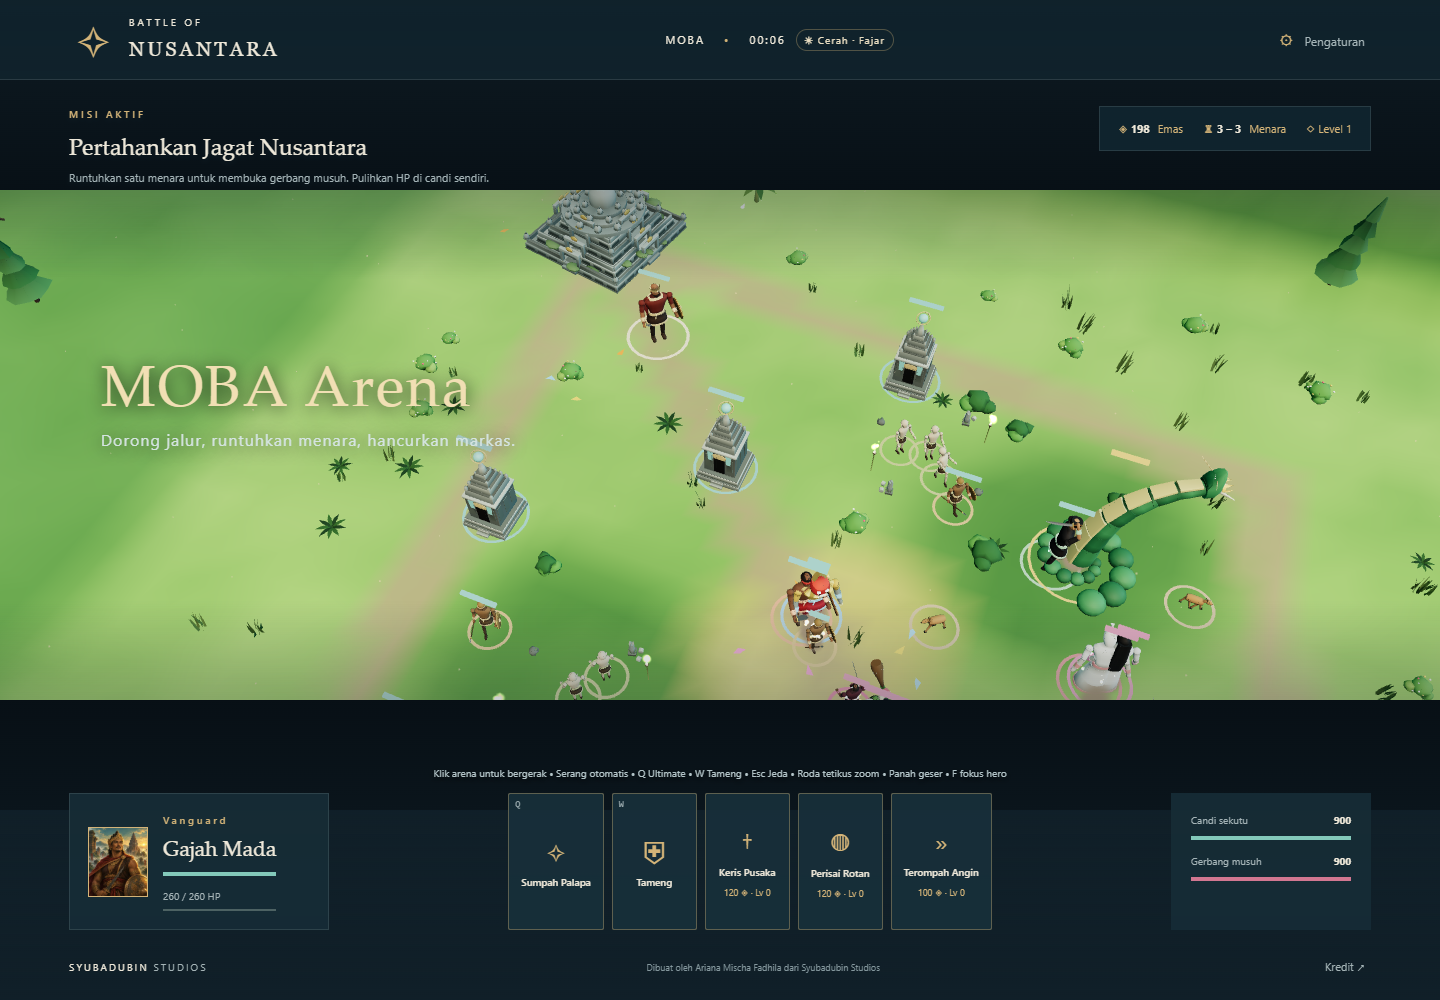 BATTLE OF
NUSANTARA
MOBA • 00:06 Cerah · Fajar
Pengaturan
MISI AKTIF
Pertahankan Jagat Nusantara
Runtuhkan satu menara untuk membuka gerbang musuh. Pulihkan HP di candi sendiri.
198 Emas 3 – 3 Menara Level 1
MOBA Arena
Dorong jalur, runtuhkan menara, hancurkan markas.
Klik arena untuk bergerak • Serang otomatis • Q Ultimate • W Tameng • Esc Jeda • Roda tetikus zoom • Panah geser • F fokus hero
Vanguard
Gajah Mada
260 / 260 HP
Q
Sumpah Palapa
W
Tameng
Keris Pusaka
120 ◈ · Lv 0
Perisai Rotan
120 ◈ · Lv 0
Terompah Angin
100 ◈ · Lv 0
Candi sekutu 900
Gerbang musuh 900
SYUBADUBIN STUDIOS
Dibuat oleh Ariana Mischa Fadhila dari Syubadubin Studios
Kredit ↗